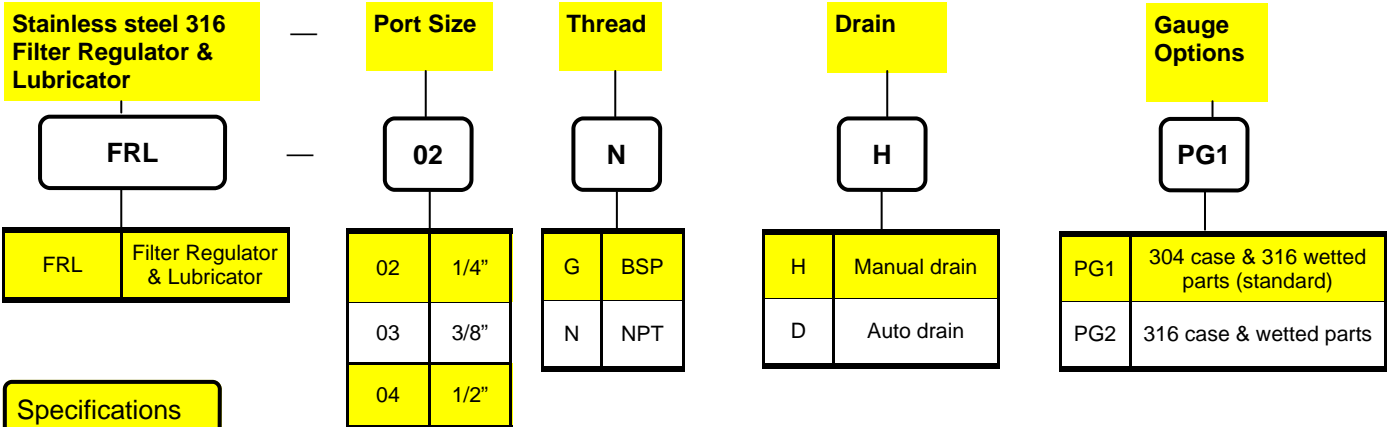 Stainless steel 316
Filter Regulator &
Lubricator
—
Port Size
Thread
Drain
Gauge
Options
FRL
—
02
N
H
PG1
FRL
Filter Regulator
& Lubricator
02
1/4”
03
3/8”
04
1/2”
G
BSP
N
NPT
H
Manual drain
D
Auto drain
PG1
304 case & 316 wetted
parts (standard)
PG2
316 case & wetted parts
Specifications